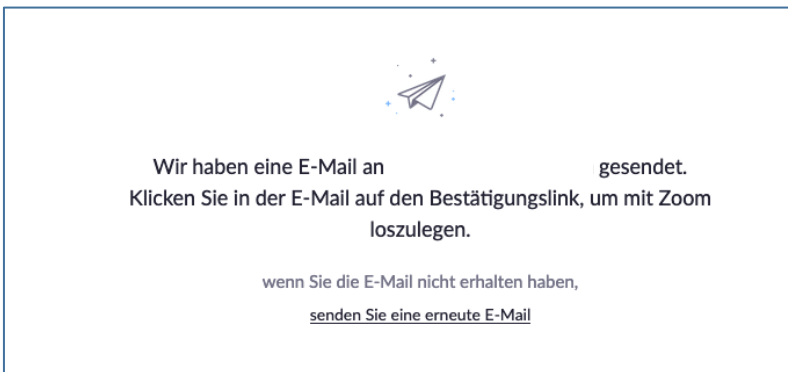 Wir haben eine E-Mail an gesendet.
Klicken Sie in der E-Mail auf den Bestätigungslink, um mit Zoom
loszulegen.
wenn Sie die E-Mail nicht erhalten haben,
senden Sie eine erneute E-Mail